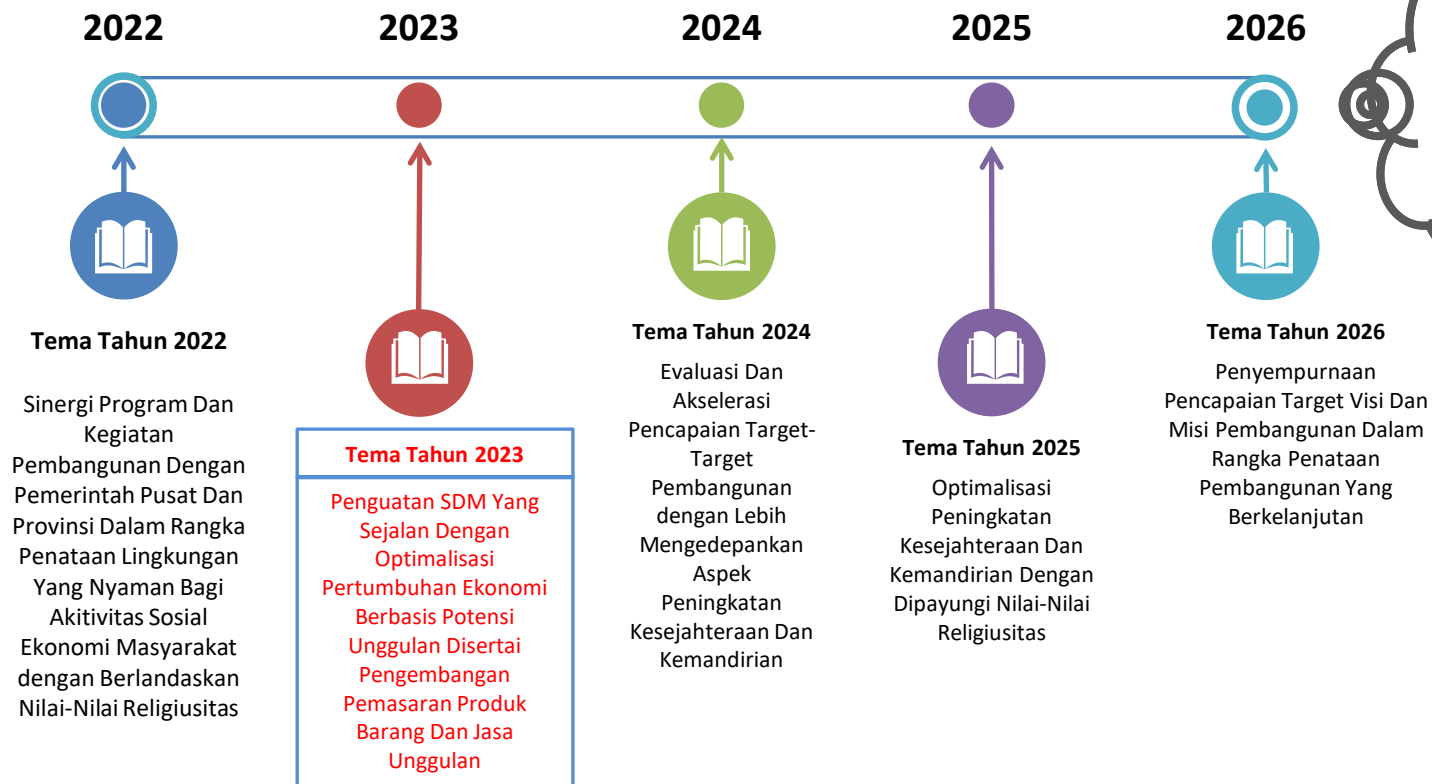 2022
2023
2024
2025
2026
Tema Tahun 2022
Sinergi Program Dan
Kegiatan
Pembangunan Dengan
Pemerintah Pusat Dan
Provinsi Dalam Rangka
Penataan Lingkungan
Yang Nyaman Bagi
Akitivitas Sosial
Ekonomi Masyarakat
dengan Berlandaskan
Nilai-Nilai Religiusitas
Tema Tahun 2023
Penguatan SDM Yang
Sejalan Dengan
Optimalisasi
Pertumbuhan Ekonomi
Berbasis Potensi
Unggulan Disertai
Pengembangan
Pemasaran Produk
Barang Dan Jasa
Unggulan
Tema Tahun 2024
Evaluasi Dan
Akselerasi
Pencapaian Target-
Target
Pembangunan
dengan Lebih
Mengedepankan
Aspek
Peningkatan
Kesejahteraan Dan
Kemandirian
Tema Tahun 2025
Optimalisasi
Peningkatan
Kesejahteraan Dan
Kemandirian Dengan
Dipayungi Nilai-Nilai
Religiusitas
Tema Tahun 2026
Penyempurnaan
Pencapaian Target Visi Dan
Misi Pembangunan Dalam
Rangka Penataan
Pembangunan Yang
Berkelanjutan